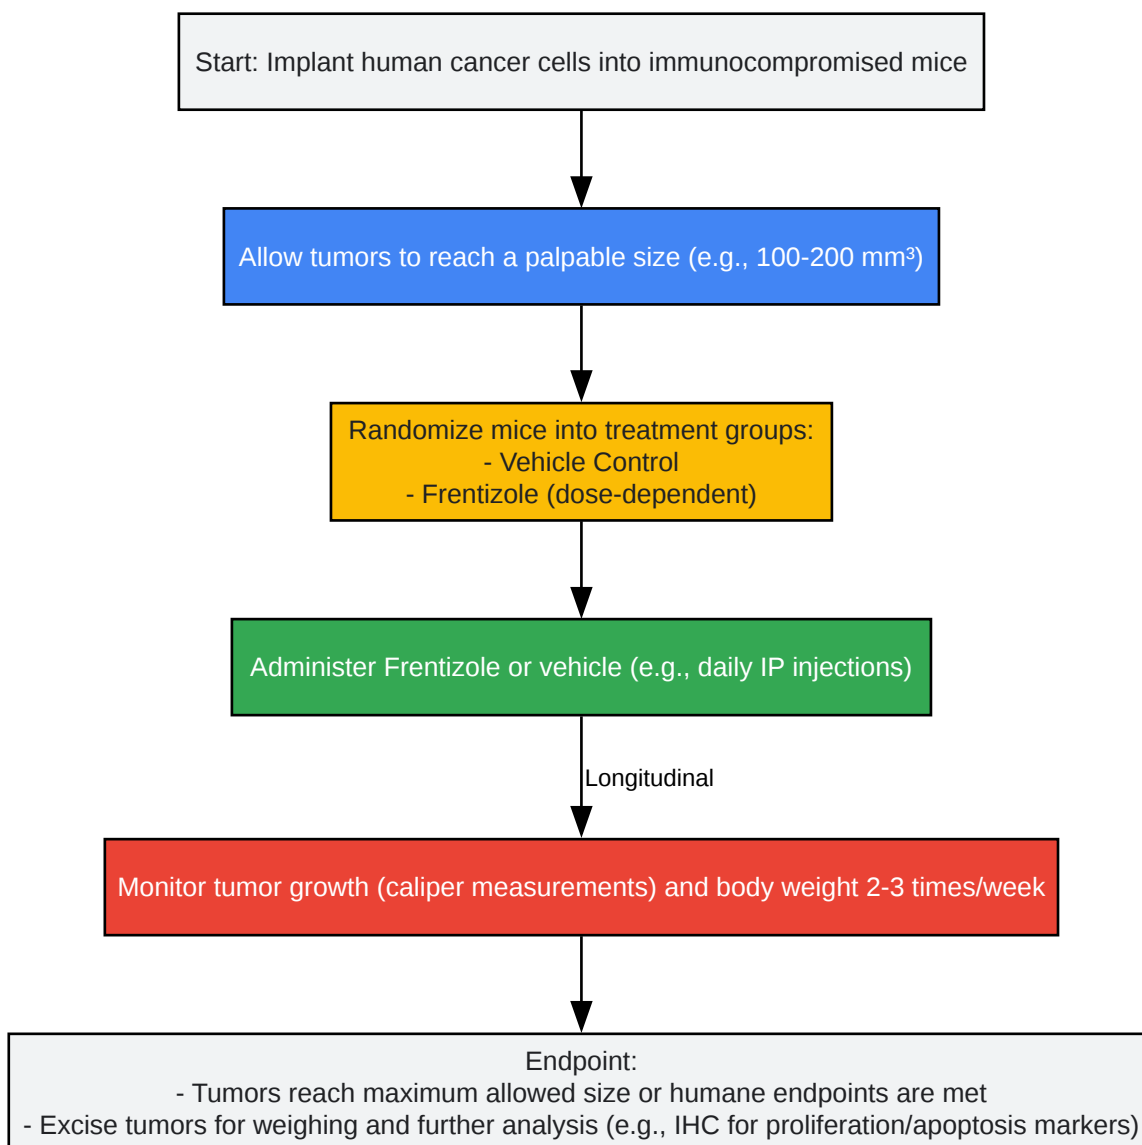 Start: Implant human cancer cells into immunocompromised mice
Allow tumors to reach a palpable size (e.g., 100-200 mm³)
Randomize mice into treatment groups:
- Vehicle Control
- Frentizole (dose-dependent)
Administer Frentizole or vehicle (e.g., daily IP injections)
Longitudinal
Monitor tumor growth (caliper measurements) and body weight 2-3 times/week
Endpoint:
- Tumors reach maximum allowed size or humane endpoints are met
- Excise tumors for weighing and further analysis (e.g., IHC for proliferation/apoptosis markers)